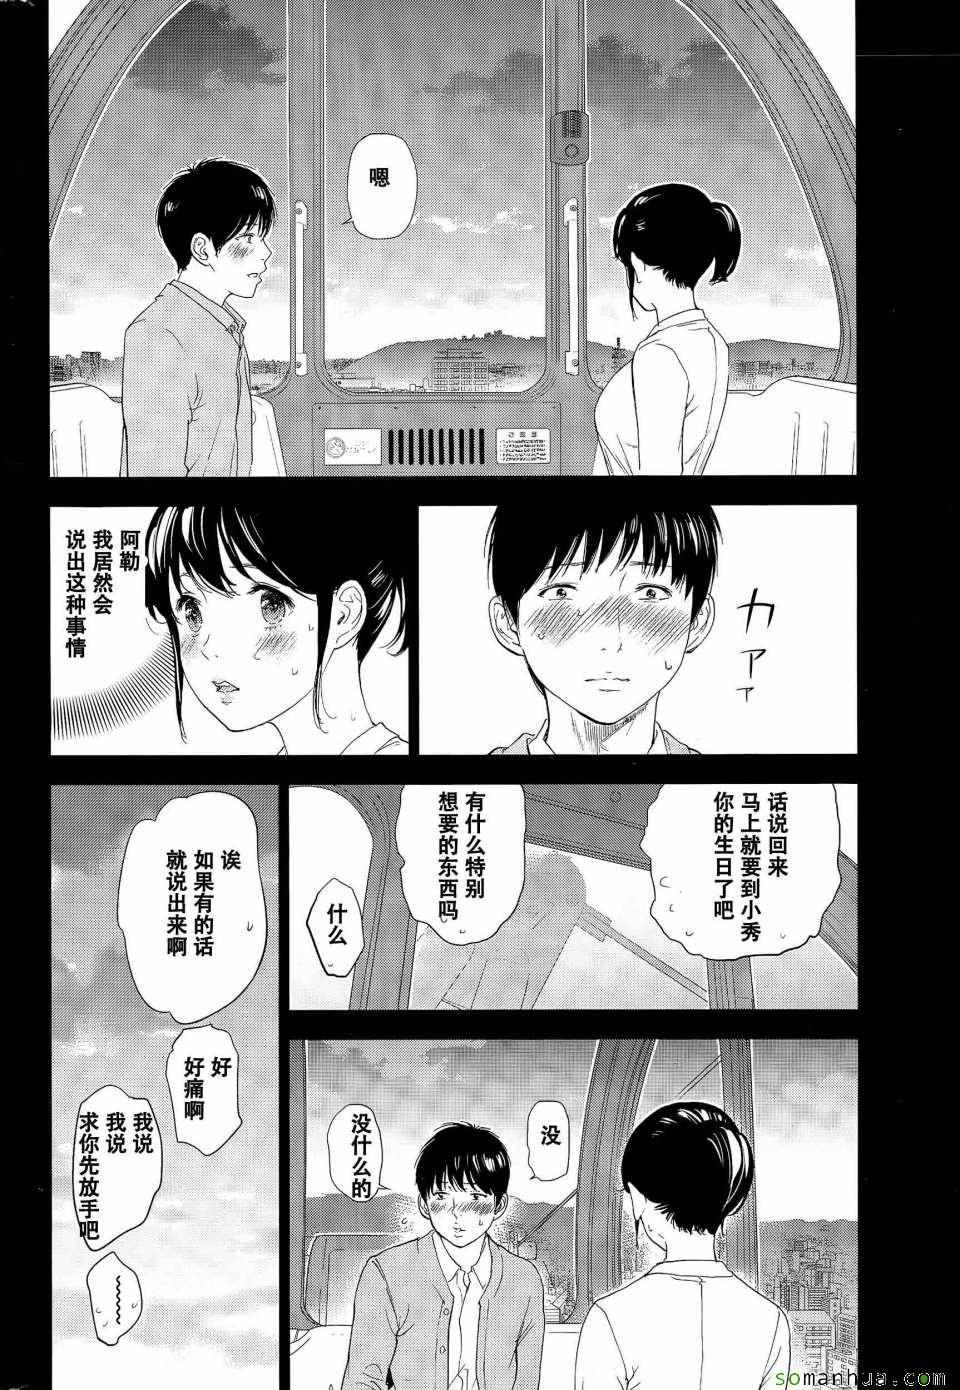 嗯
カァァ
阿勒
我居然会
说出这种事情
话说回来
马上就要到小秀
你的生日了吧
有什么特别
想要的东西吗
什么
没
没什么的
诶
如果有的话
就说出来啊
好
好痛啊
我说
我说
求你先放手吧
somanhua.com